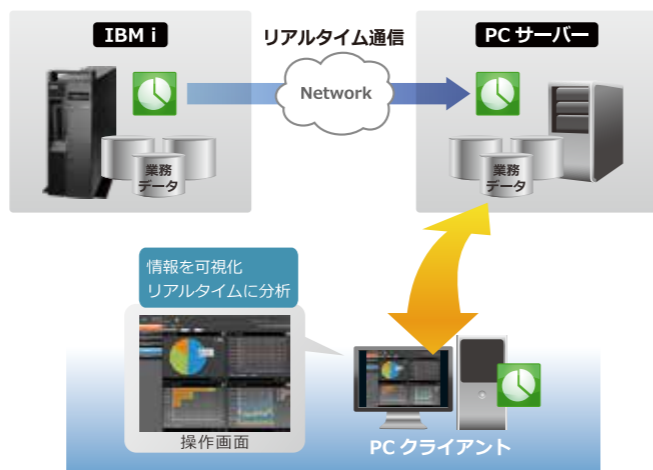 IBM i
リアルタイム通信
PC サーバー
Network
業務
データ
業務
データ
情報を可視化
リアルタイムに分析
操作画面
PC クライアント